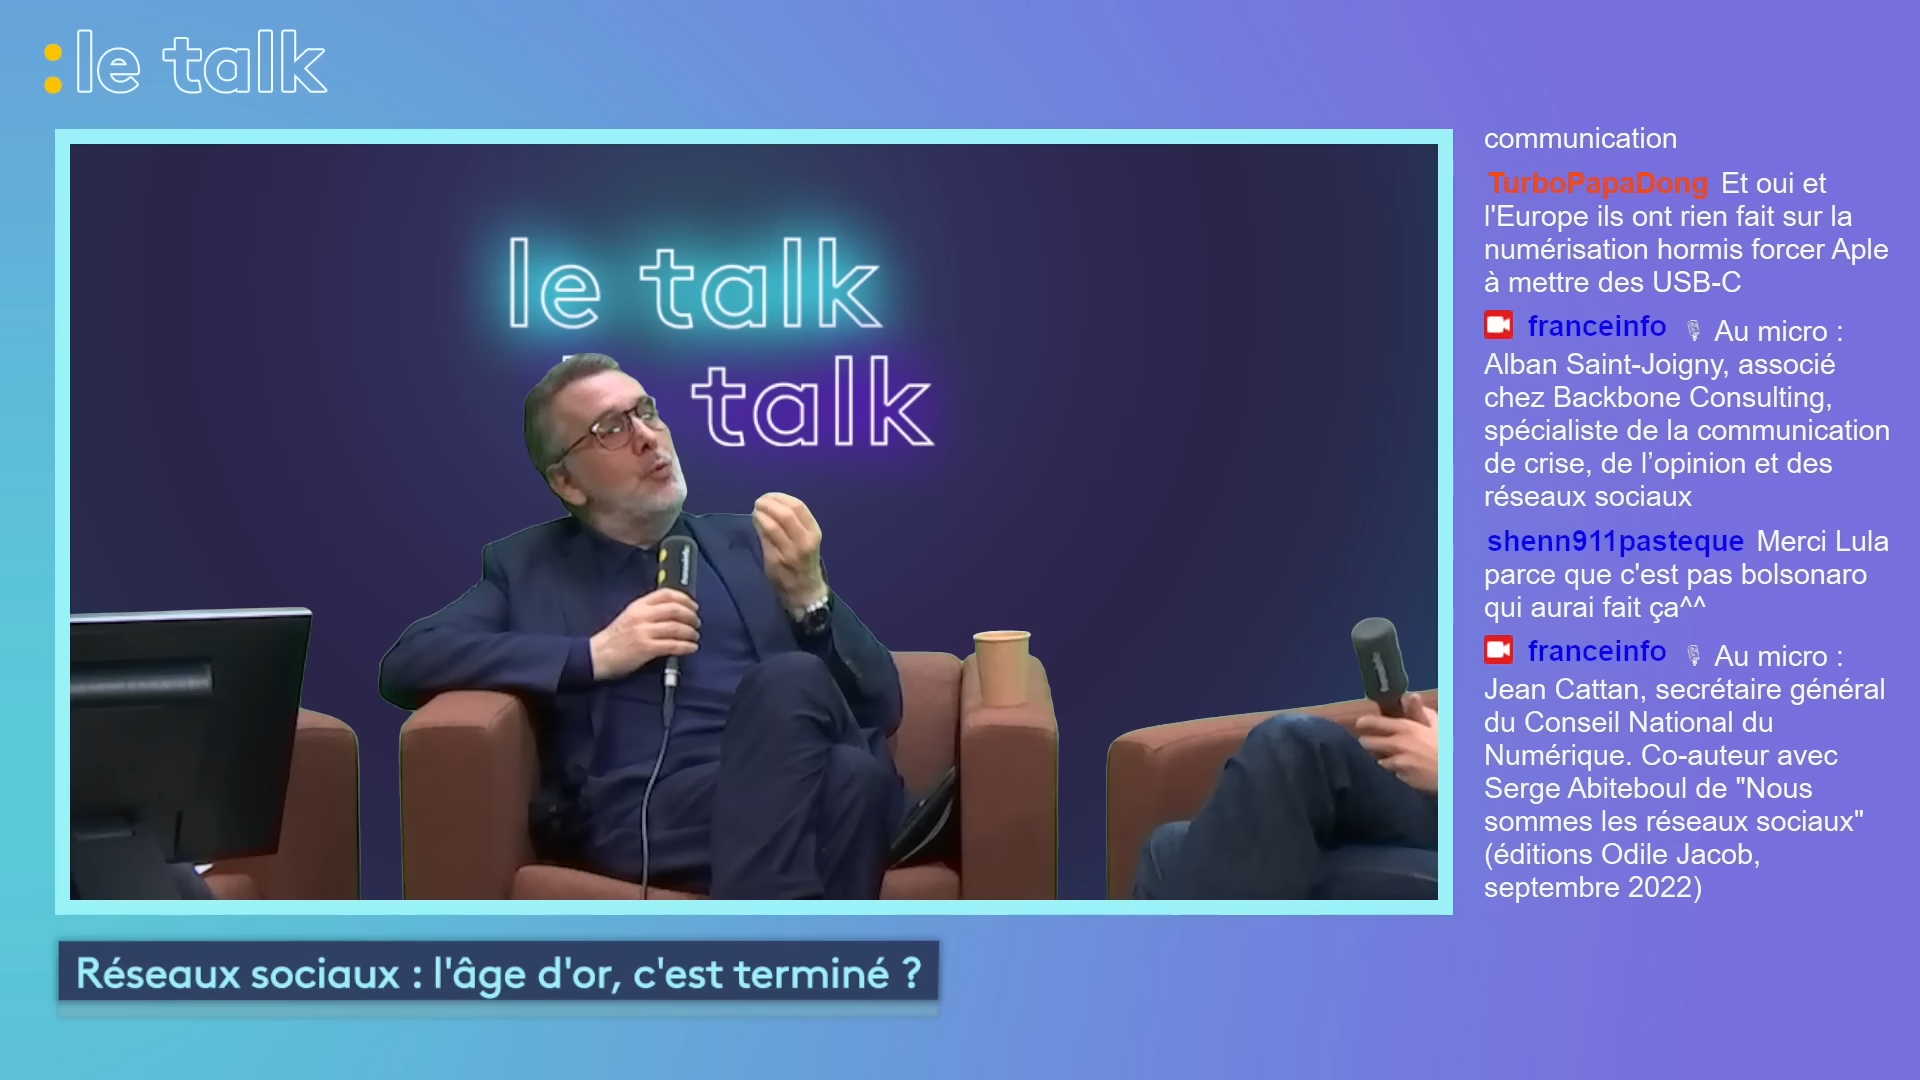 :le talk
le talk
talk
communication
TurboPapaDong Et oui et
l'Europe ils ont rien fait sur la
numérisation hormis forcer Aple
à mettre des USB-C
franceinfo 🎙 Au micro :
Alban Saint-Joigny, associé
chez Backbone Consulting,
spécialiste de la communication
de crise, de l’opinion et des
réseaux sociaux
shenn911pasteque Merci Lula
parce que c'est pas bolsonaro
qui aurai fait ça^^
franceinfo 🎙 Au micro :
Jean Cattan, secrétaire général
du Conseil National du
Numérique. Co-auteur avec
Serge Abiteboul de "Nous
sommes les réseaux sociaux"
(éditions Odile Jacob,
septembre 2022)
Réseaux sociaux : l'âge d'or, c'est terminé ?